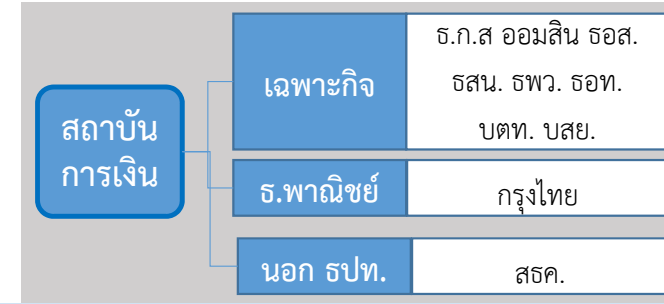 สถาบัน
การเงิน
เฉพาะกิจ
ธ.ก.ส ออมสิน ธอส.
ธสน. ธพว. ธอท.
บตท. บสย.
ธ.พาณิชย์
กรุงไทย
นอก ธปท.
สธค.